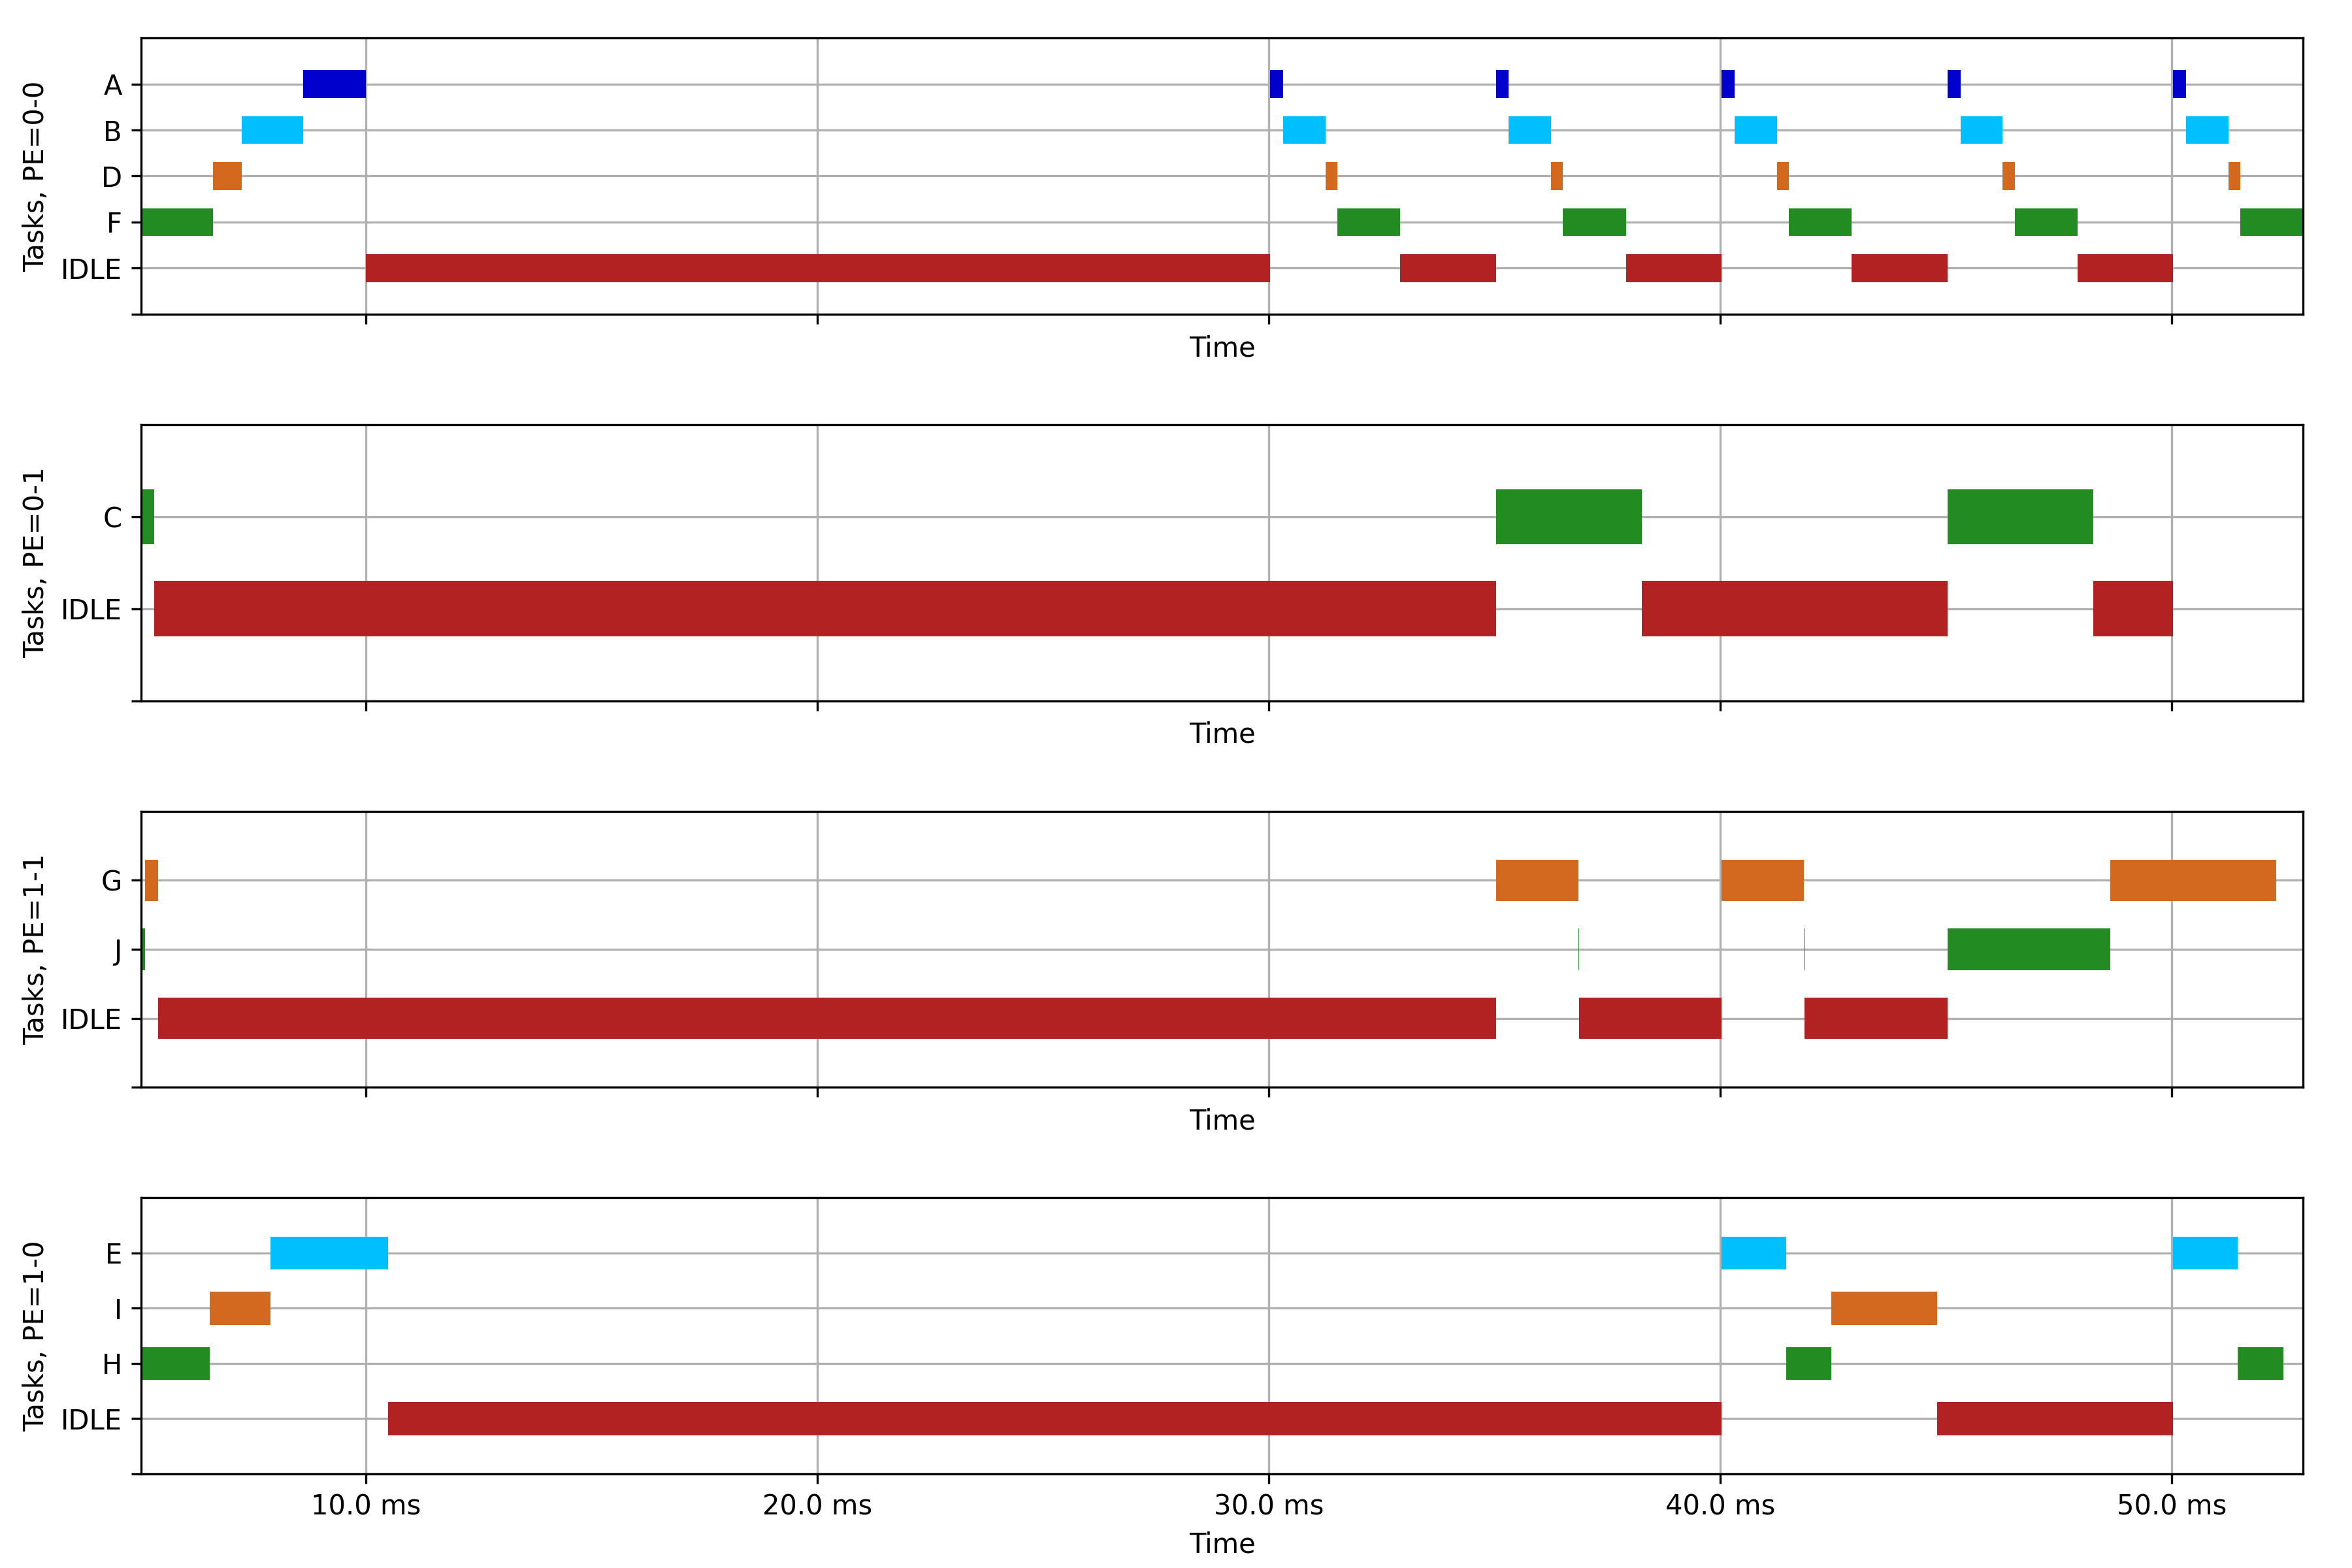 Tasks, PE=0-0
A
B
D
F
IDLE
Time
Tasks, PE=0-1
C
IDLE
Time
Tasks, PE=1-1
G
J
IDLE
Time
Tasks, PE=1-0
E
I
H
IDLE
10.0 ms 20.0 ms 30.0 ms 40.0 ms 50.0 ms
Time